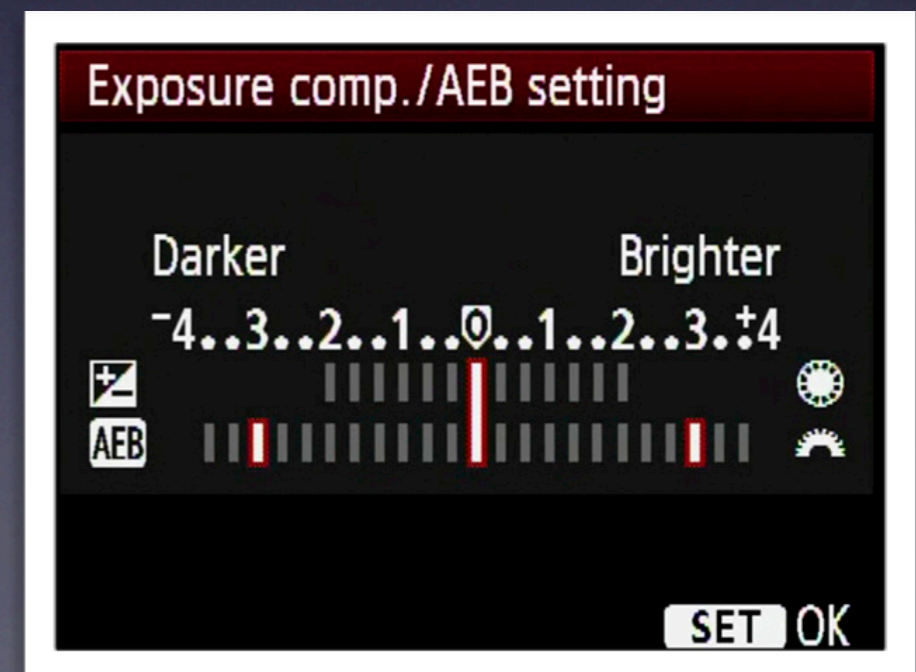 Exposure comp./AEB setting
Darker Brighter
-4..3..2..1..0..1..2..3..+4
AEB
SET OK